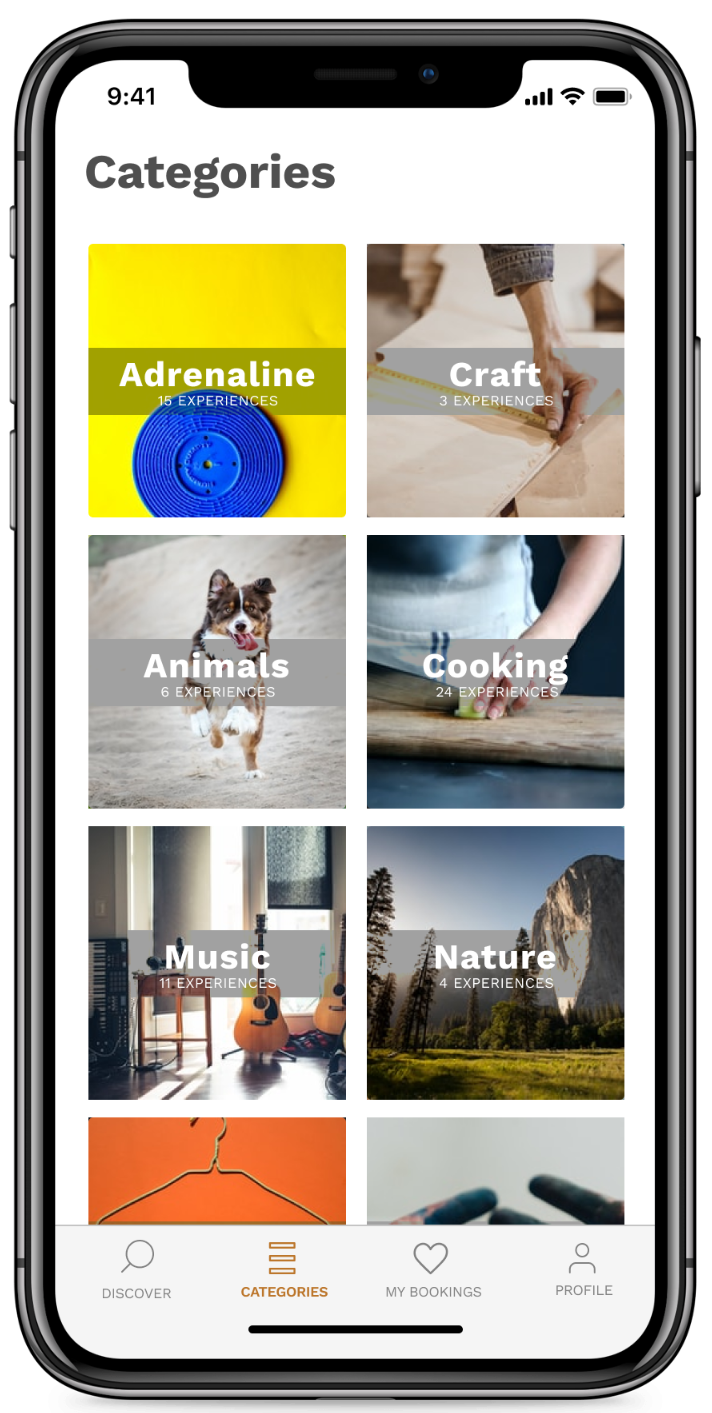 9:41
Categories
Adrenaline
15 EXPERIENCES
Craft
3 EXPERIENCES
Animals
6 EXPERIENCES
Cooking
24 EXPERIENCES
Music
11 EXPERIENCES
Nature
4 EXPERIENCES
DISCOVER
CATEGORIES
MY BOOKINGS
PROFILE